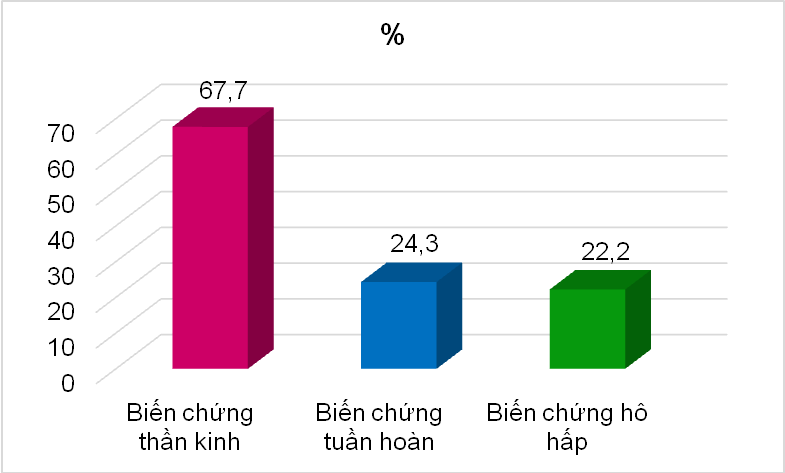 %
67,7
24,3
22,2
70
60
50
40
30
20
10
0
Biến chứng
thần kinh
Biến chứng
tuần hoàn
Biến chứng hô
hấp